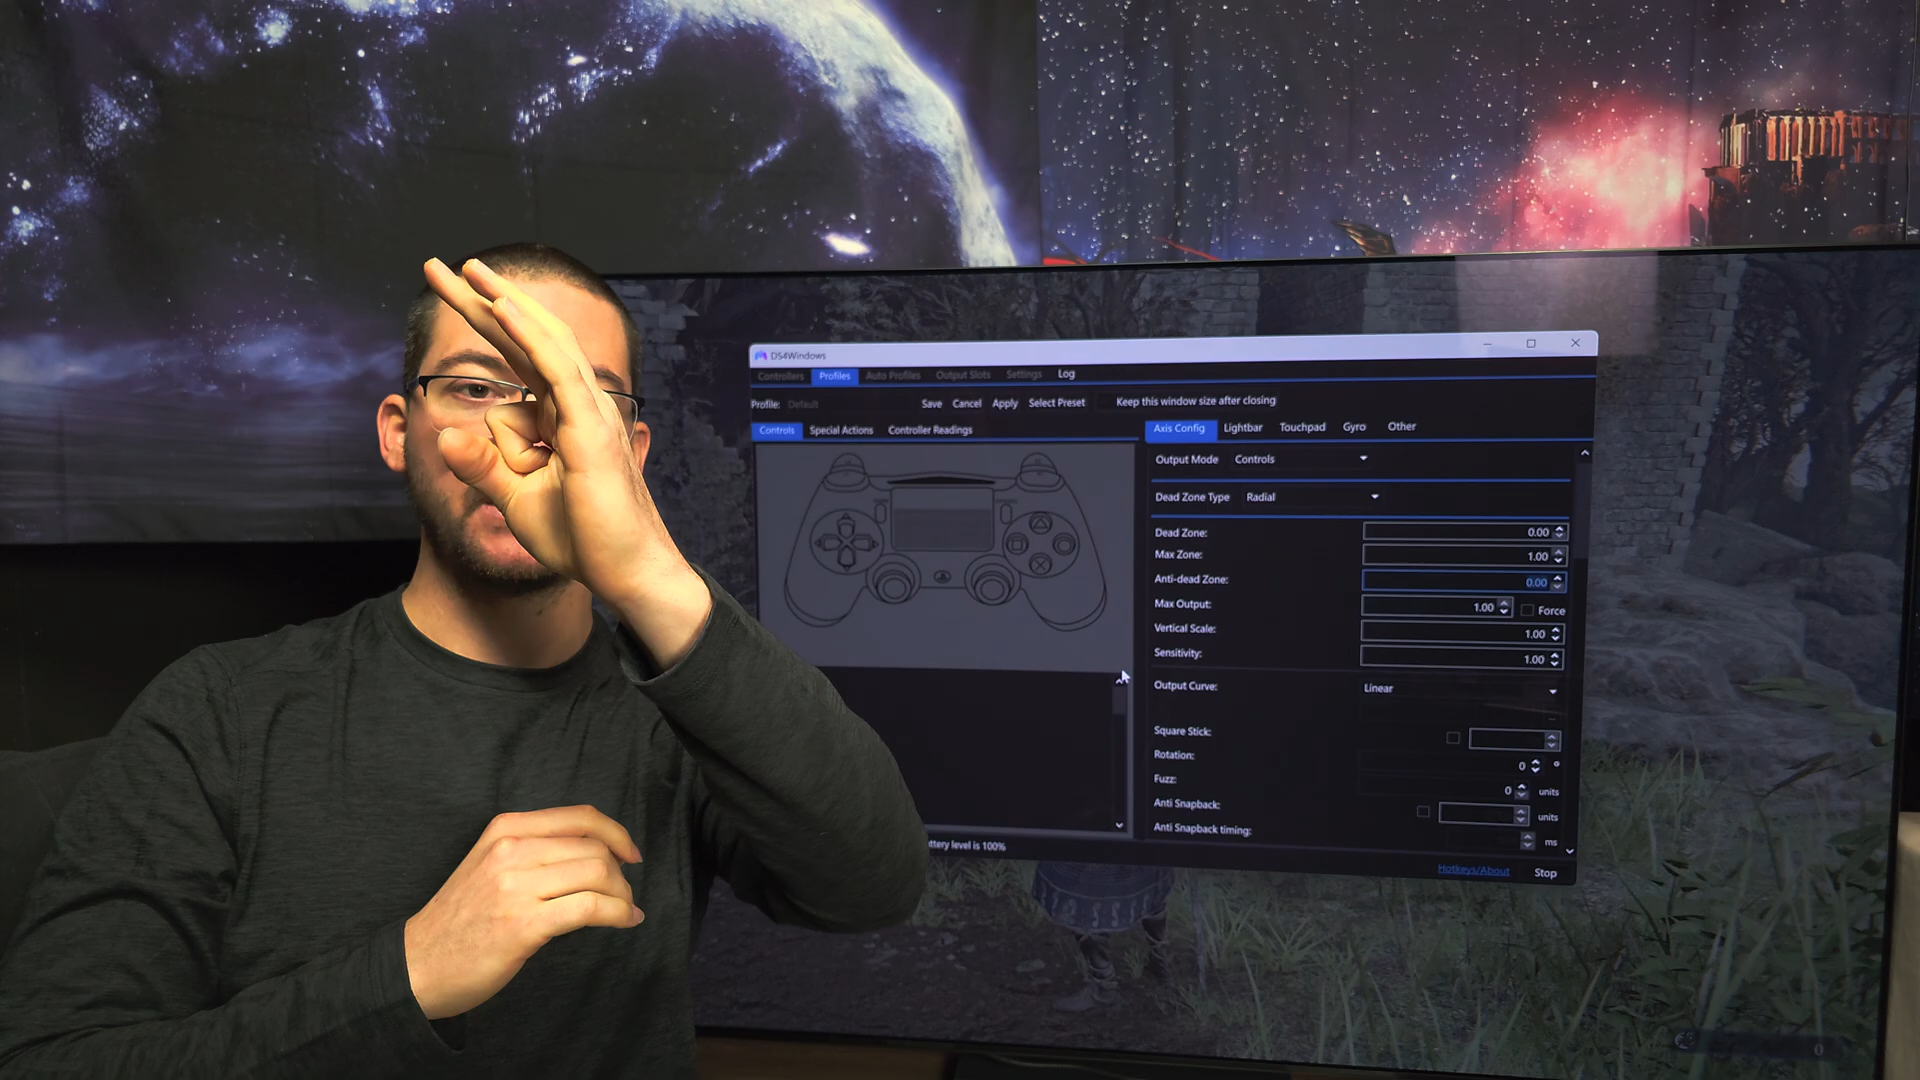 DS4Windows
Controllers Profiles Auto Profiles Output Slots Settings Log
Profile: Default Save Cancel Apply Select Preset Keep this window size after closing
Controls Special Actions Controller Readings
Axis Config Lightbar Touchpad Gyro Other
Output Mode Controls
Dead Zone Type Radial
Dead Zone: 0.00
Max Zone: 1.00
Anti-dead Zone: 0.00
Max Output: 1.00 Force
Vertical Scale: 1.00
Sensitivity: 1.00
Output Curve: Linear
Square Stick:
Rotation: 0 °
Fuzz: 0 units
Anti Snapback: units
Anti Snapback timing: ms
level is 100%
Hotkeys/About Stop
0